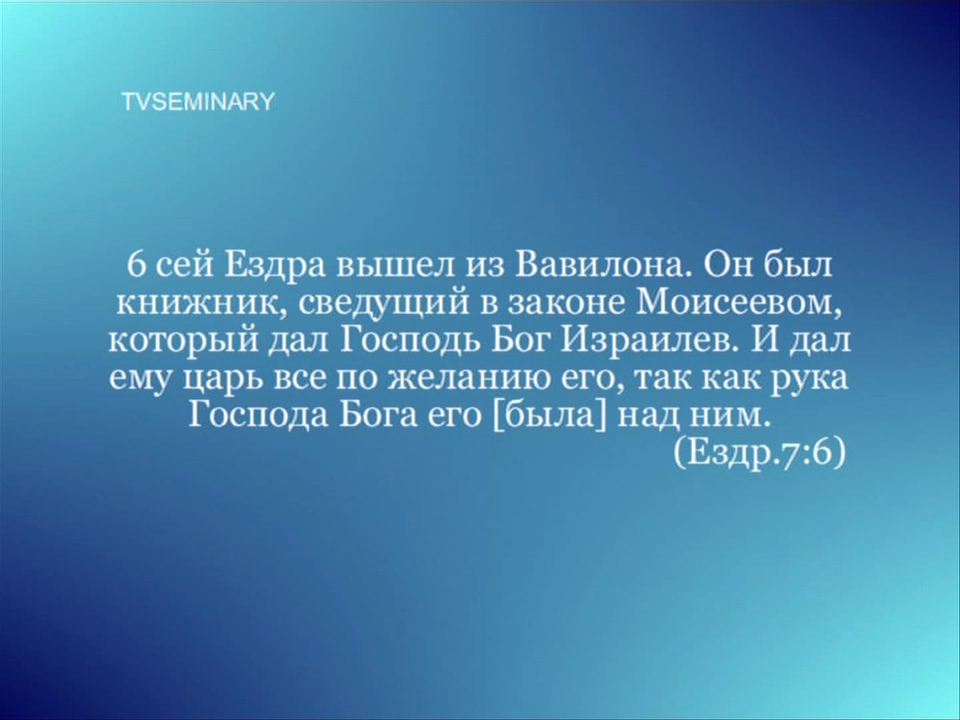 TVSEMINARY
6 сей Ездра вышел из Вавилона. Он был
книжник, сведущий в законе Моисеевом,
который дал Господь Бог Израилев. И дал
ему царь все по желанию его, так как рука
Господа Бога его [была] над ним.
(Ездр.7:6)